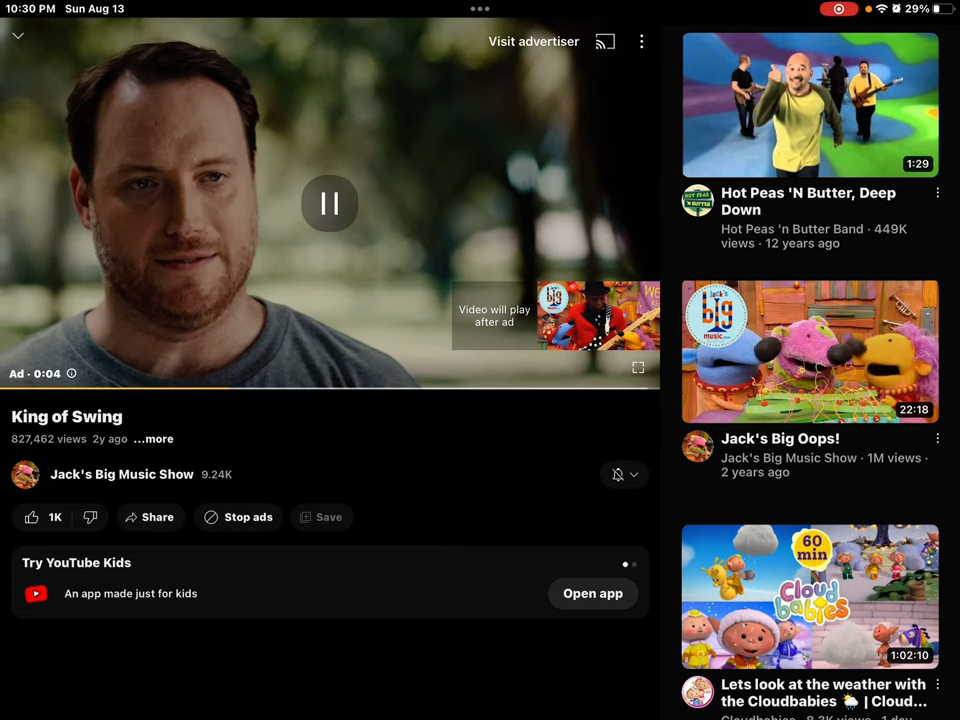 10:30 PM Sun Aug 13
29%
Visit advertiser
Video will play
after ad
Ad · 0:04
King of Swing
827,462 views 2y ago ...more
Jack's Big Music Show 9.24K
1K
Share
Stop ads
Save
Try YouTube Kids
An app made just for kids
Open app
1:29
Hot Peas 'N Butter, Deep
Down
Hot Peas 'n Butter Band · 449K
views · 12 years ago
jack's
big
music
22:18
Jack's Big Oops!
Jack's Big Music Show · 1M views ·
2 years ago
60
min
Cloud
babies
1:02:10
Lets look at the weather with
the Cloudbabies 🌦️ | Cloud...